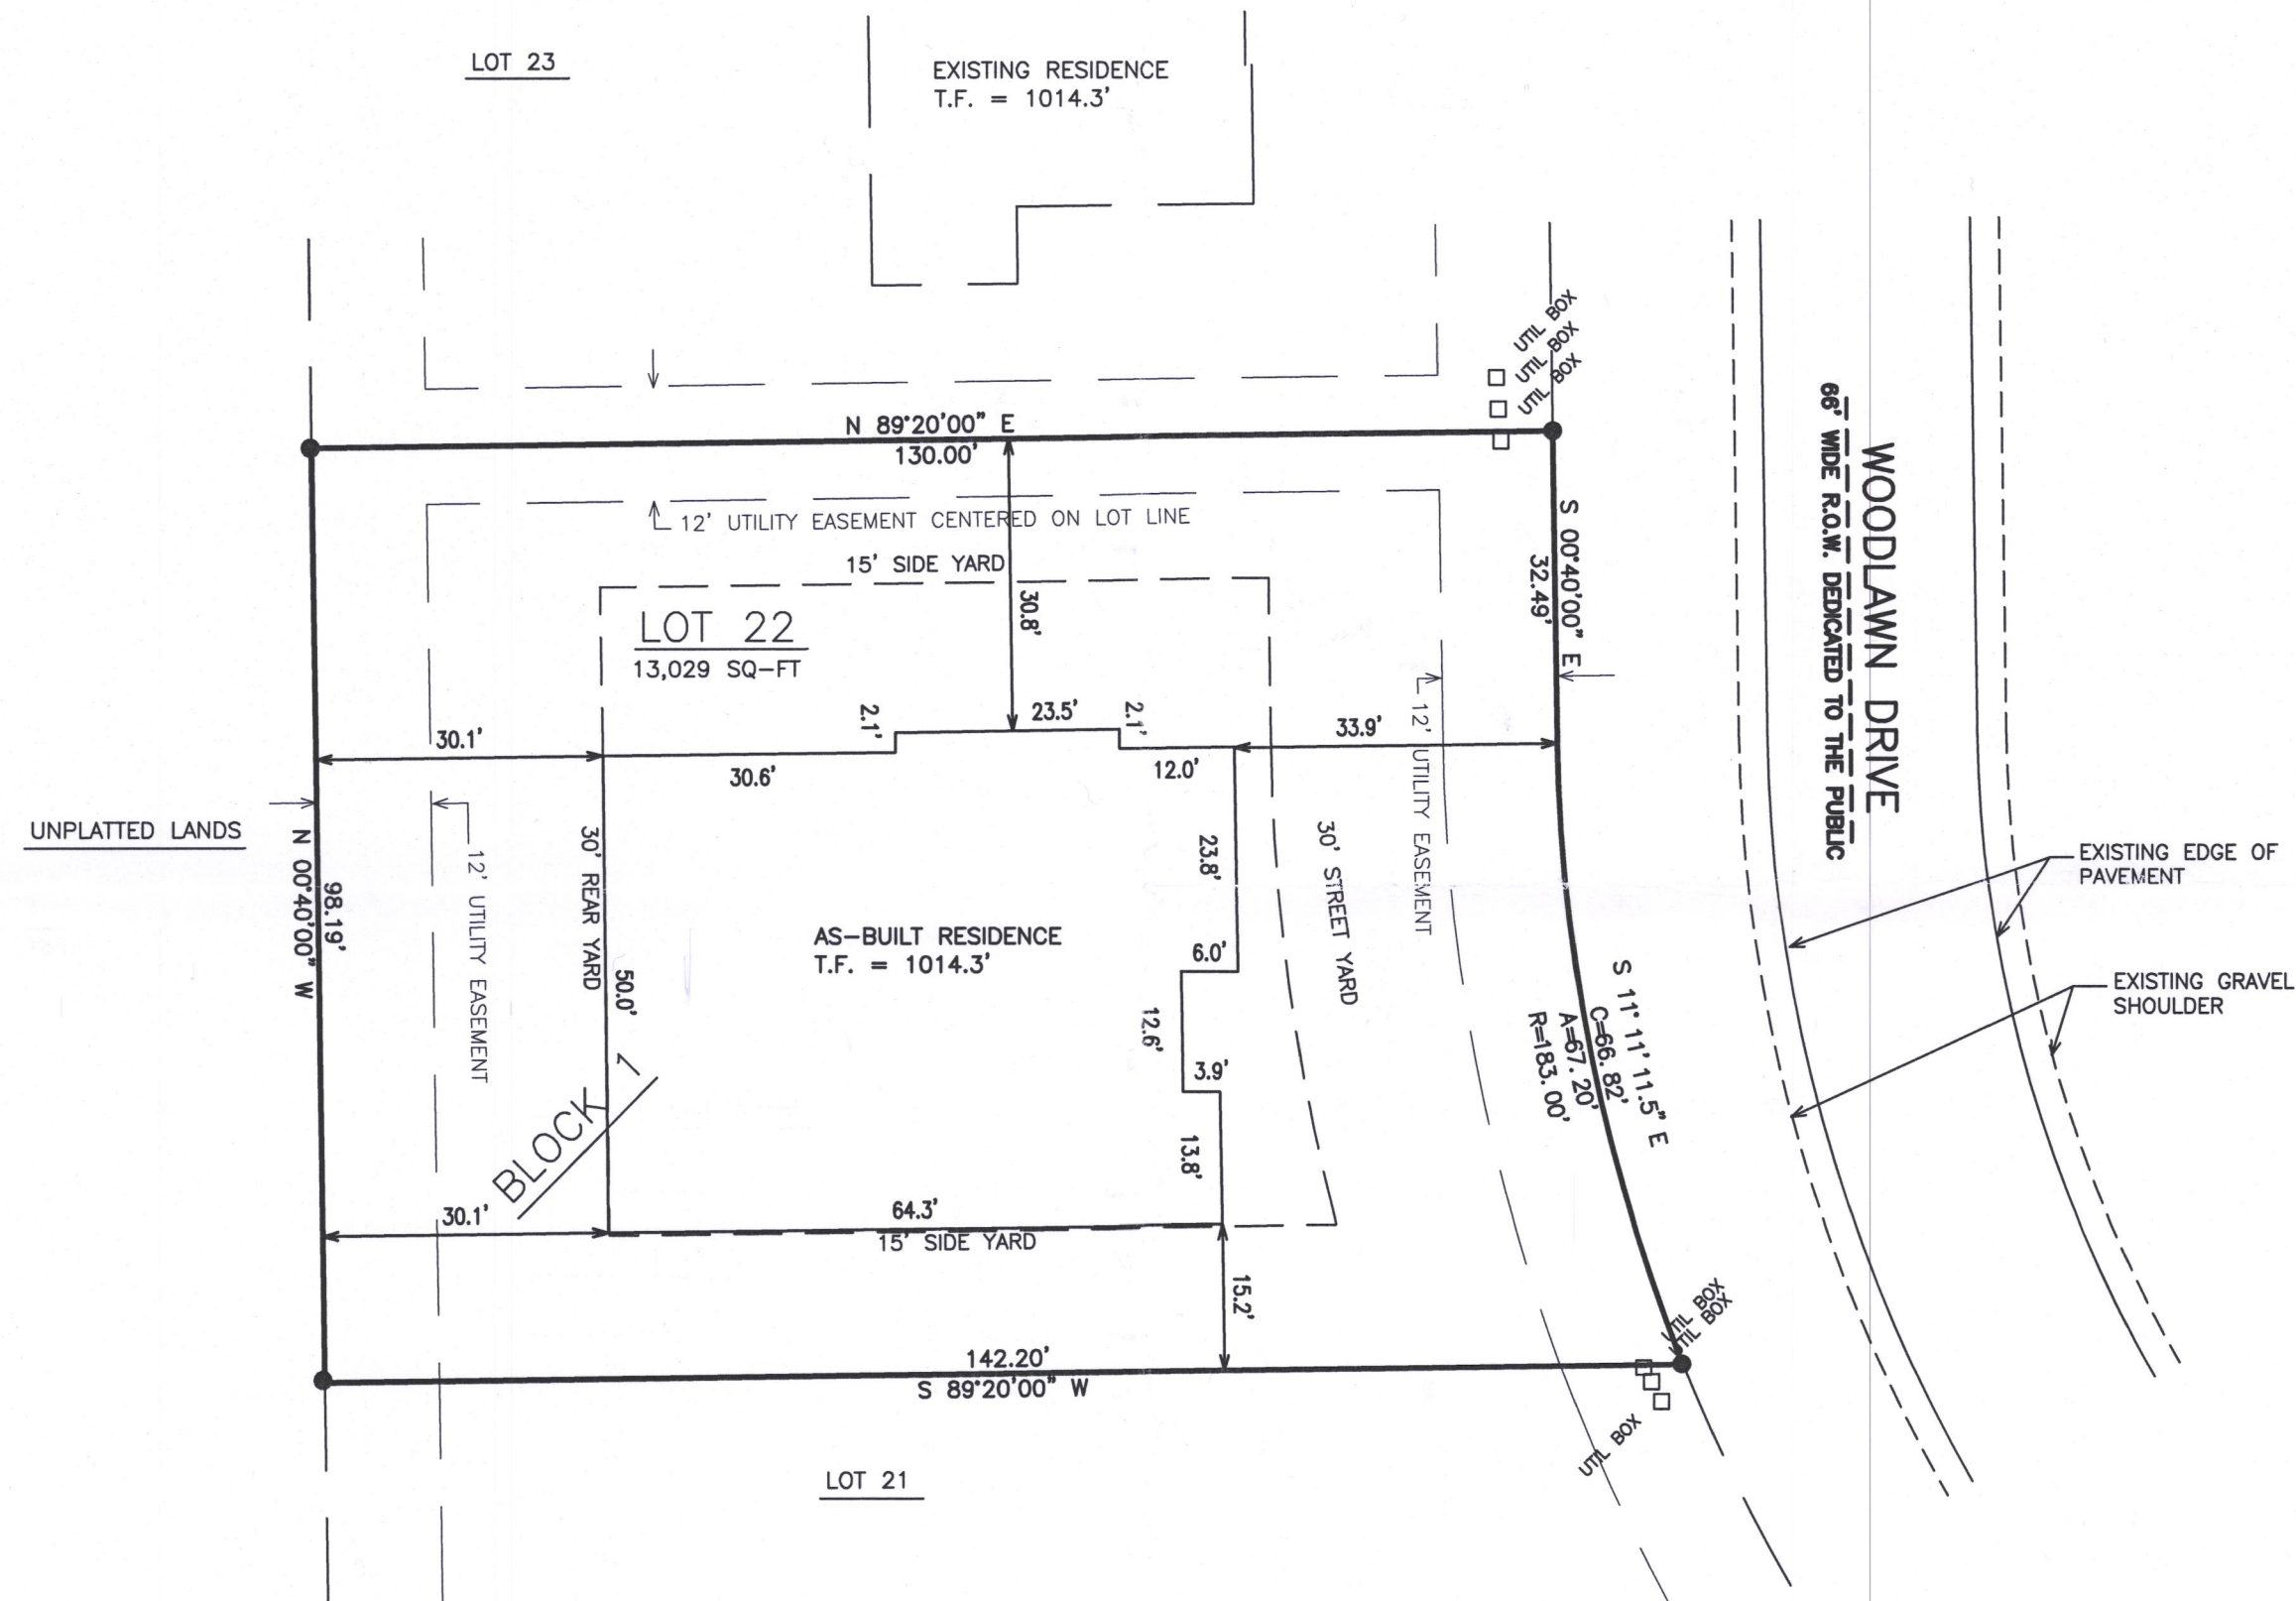 LOT 23
EXISTING RESIDENCE
T.F. = 1014.3'
UTIL BOX
UTIL BOX
UTIL BOX
N 89°20'00" E
130.00'
12' UTILITY EASEMENT CENTERED ON LOT LINE
15' SIDE YARD
30.8'
LOT 22
13,029 SQ-FT
S 00°40'00" E
32.49'
WOODLAWN DRIVE
66' WIDE R.O.W. DEDICATED TO THE PUBLIC
2.1'
23.5'
2.1'
33.9'
30.1'
30.6'
12.0'
12' UTILITY EASEMENT
UNPLATTED LANDS
N 00°40'00" W
98.19'
12' UTILITY EASEMENT
30' REAR YARD
50.0'
23.8'
30' STREET YARD
EXISTING EDGE OF
PAVEMENT
AS-BUILT RESIDENCE
T.F. = 1014.3'
6.0'
12.6'
3.9'
S 11°11'11.5" E
C=66.82'
A=67.20'
R=183.00'
EXISTING GRAVEL
SHOULDER
BLOCK 1
13.8'
30.1'
64.3'
15' SIDE YARD
15.2'
UTIL BOX
UTIL BOX
142.20'
S 89°20'00" W
UTIL BOX
LOT 21